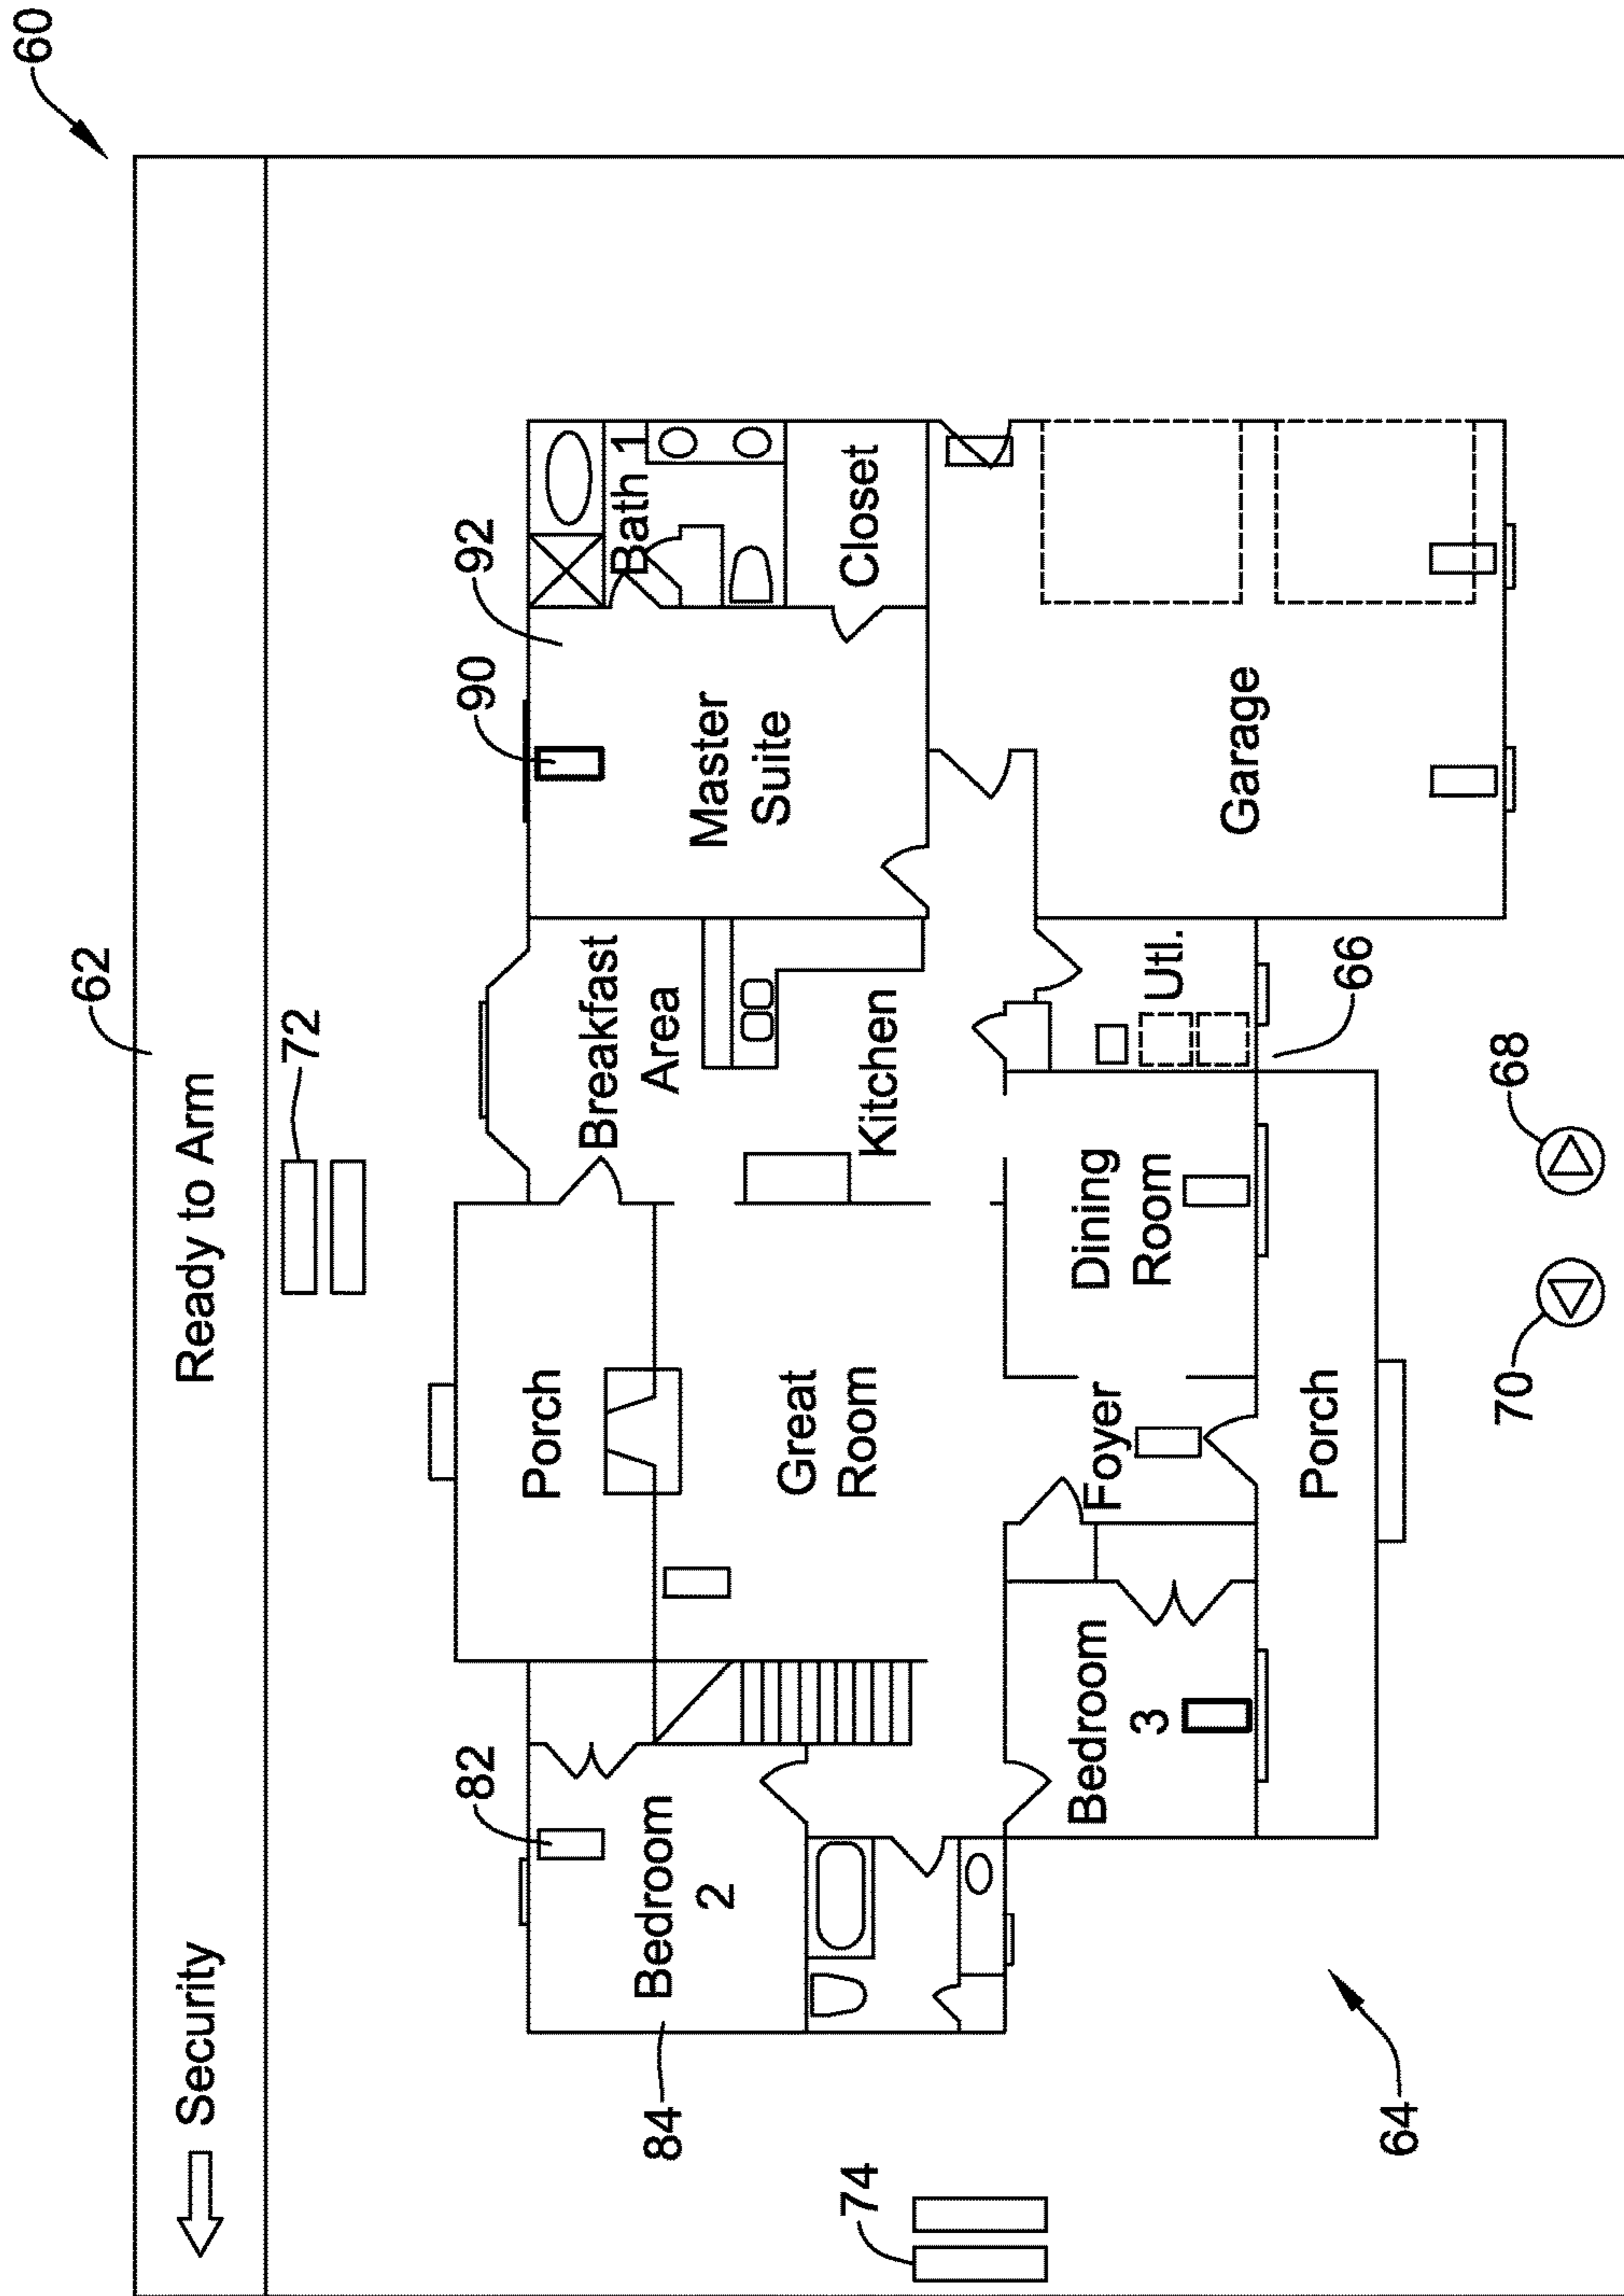 60
62
Security
Ready to Arm
72
82
90
92
Bedroom
2
Porch
Breakfast
Area
Master
Suite
Bath 1
84
Great
Room
Kitchen
Closet
74
Bedroom
3
Foyer
Dining
Room
Utl.
Garage
Porch
66
64
70
68